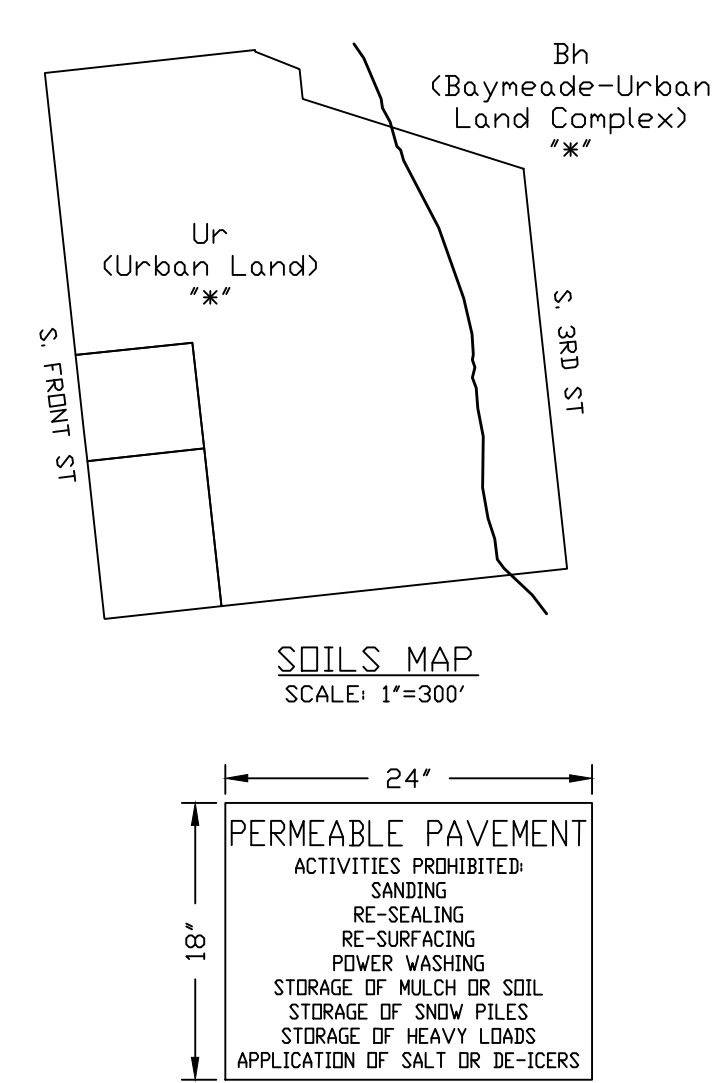 Bh
(Baymeade-Urban
Land Complex)
"*"
Ur
(Urban Land)
"*"
S. FRONT ST
S. 3RD ST
SOILS MAP
SCALE: 1"=300'
24"
18"
PERMEABLE PAVEMENT
ACTIVITIES PROHIBITED:
SANDING
RE-SEALING
RE-SURFACING
POWER WASHING
STORAGE OF MULCH OR SOIL
STORAGE OF SNOW PILES
STORAGE OF HEAVY LOADS
APPLICATION OF SALT OR DE-ICERS